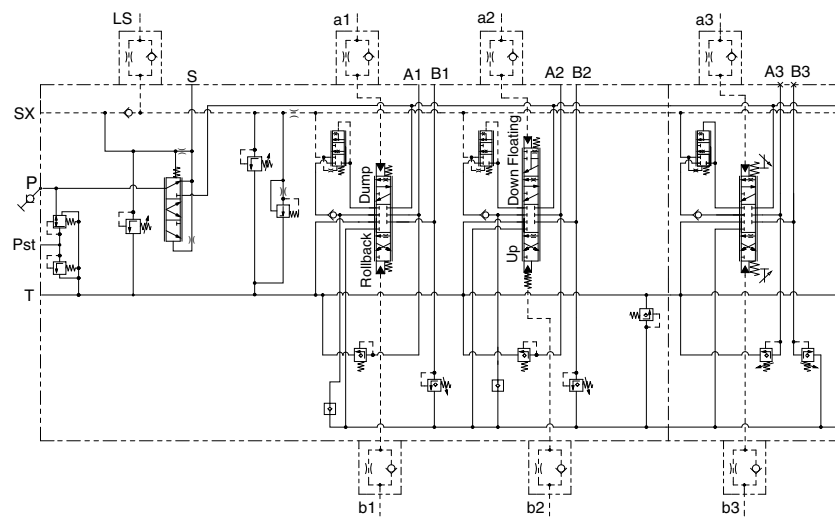 LS
a1
a2
a3
S
A1
B1
A2
B2
A3
B3
SX
P
Pst
T
Dump
Rollback
Down Floating
Up
b1
b2
b3